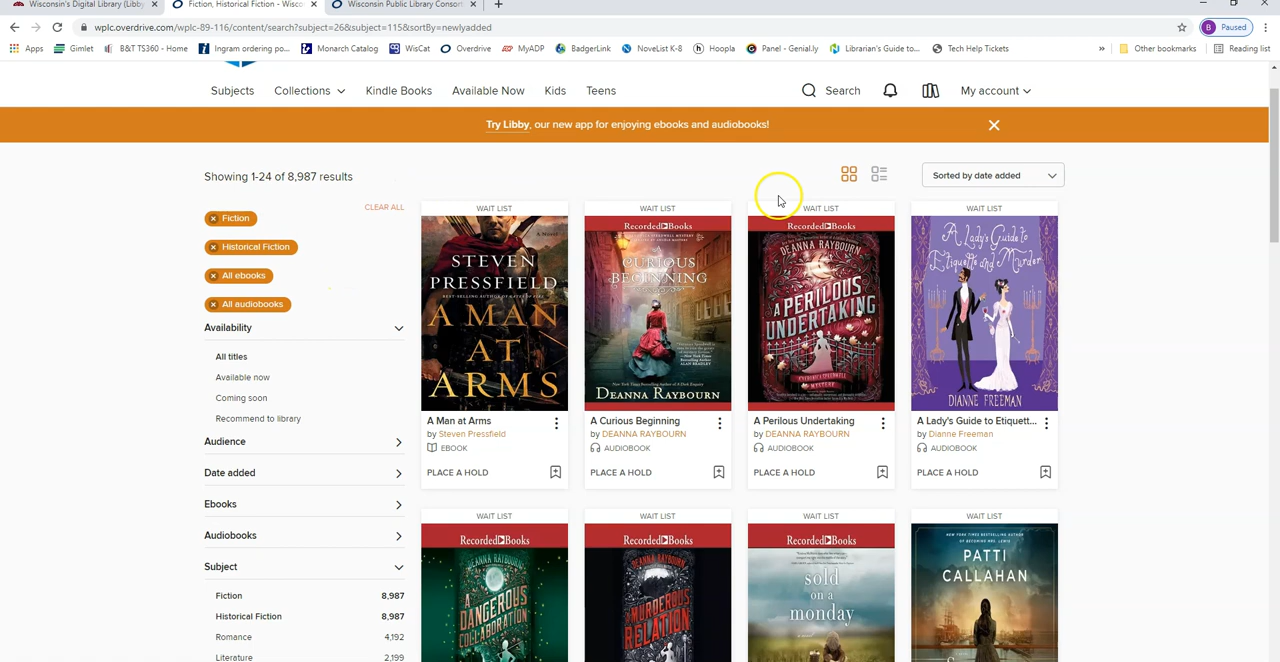 Wisconsin's Digital Library (Libby
Fiction, Historical Fiction - Wisco
Wisconsin Public Library Consort
wplc.overdrive.com/wplc-89-116/content/search?subject=26&subject=115&sortBy=newlyadded
B Paused
Apps Gimlet B&T TS360 - Home Ingram ordering po... Monarch Catalog WisCat Overdrive MyADP BadgerLink NoveList K-8 Hoopla Panel - Genial.ly Librarian's Guide to... Tech Help Tickets » Other bookmarks Reading list
Subjects Collections Kindle Books Available Now Kids Teens Search My account
Try Libby, our new app for enjoying ebooks and audiobooks!
Showing 1-24 of 8,987 results
Sorted by date added
CLEAR ALL
Fiction
Historical Fiction
All ebooks
All audiobooks
Availability
All titles
Available now
Coming soon
Recommend to library
Audience
Date added
Ebooks
Audiobooks
Subject
Fiction 8,987
Historical Fiction 8,987
Romance 4,192
Literature 2,199
WAIT LIST
A Novel
STEVEN
PRESSFIELD
A MAN
AT
ARMS
A Man at Arms
by Steven Pressfield
EBOOK
PLACE A HOLD
WAIT LIST
Recorded Books
A
CURIOUS
BEGINNING
DEANNA RAYBOURN
A Curious Beginning
by DEANNA RAYBOURN
AUDIOBOOK
PLACE A HOLD
WAIT LIST
Recorded Books
DEANNA RAYBOURN
A PERILOUS
UNDERTAKING
A Perilous Undertaking
by DEANNA RAYBOURN
AUDIOBOOK
PLACE A HOLD
WAIT LIST
A Lady's Guide to
Etiquette and Murder
DIANNE FREEMAN
A Lady's Guide to Etiquett...
by Dianne Freeman
AUDIOBOOK
PLACE A HOLD
WAIT LIST
Recorded Books
DEANNA RAYBOURN
A DANGEROUS
COLLABORATION
WAIT LIST
Recorded Books
DEANNA RAYBOURN
A
MURDEROUS
RELATION
WAIT LIST
Recorded Books
sold
on a
monday
WAIT LIST
PATTI
CALLAHAN